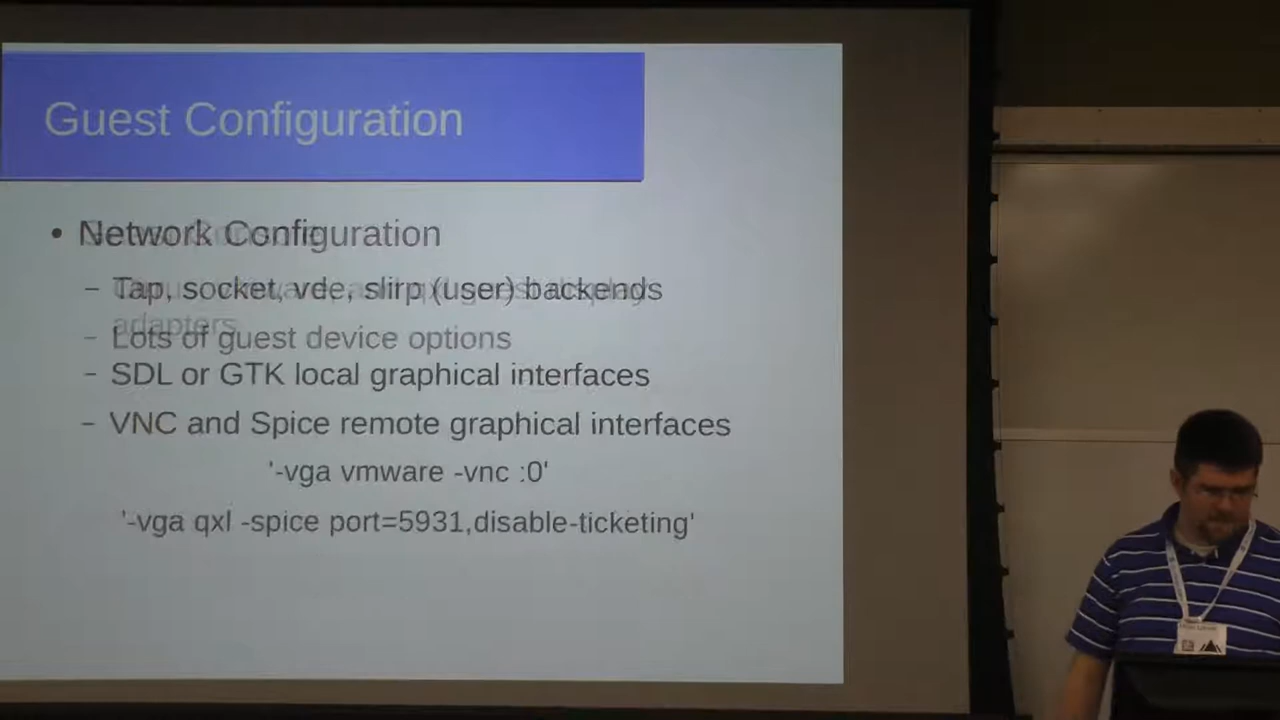 Guest Configuration
• Network Configuration
– Tap, socket, vde, slirp (user) backends
adapters
– Lots of guest device options
– SDL or GTK local graphical interfaces
– VNC and Spice remote graphical interfaces
'-vga vmware -vnc :0'
'-vga qxl -spice port=5931,disable-ticketing'